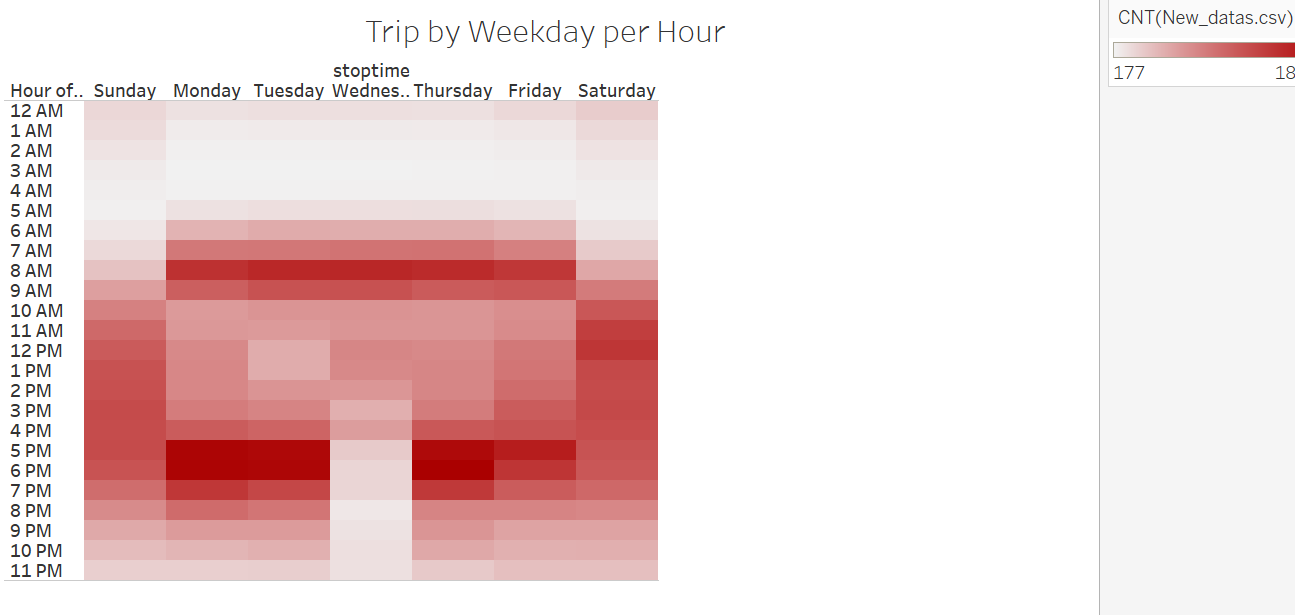 Trip by Weekday per Hour
CNT(New_datas.csv)
177
18
stoptime
Hour of.. Sunday Monday Tuesday Wednes.. Thursday Friday Saturday
12 AM
1 AM
2 AM
3 AM
4 AM
5 AM
6 AM
7 AM
8 AM
9 AM
10 AM
11 AM
12 PM
1 PM
2 PM
3 PM
4 PM
5 PM
6 PM
7 PM
8 PM
9 PM
10 PM
11 PM